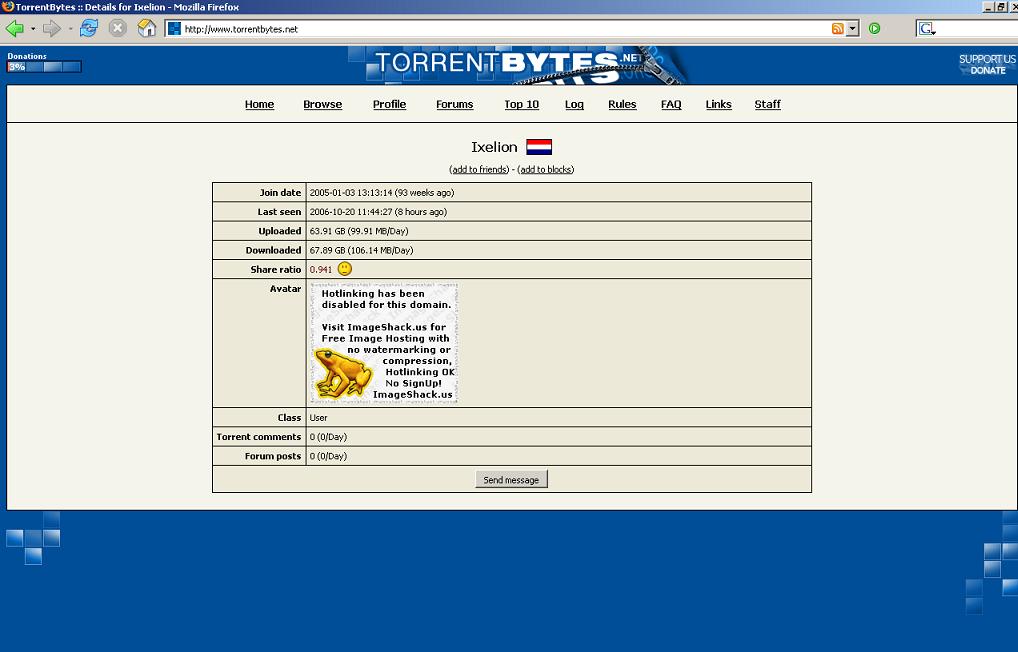 TorrentBytes :: Details for Ixelion - Mozilla Firefox
http://www.torrentbytes.net
Donations
3%
TORRENTBYTES.NET
SUPPORT US
DONATE
Home Browse Profile Forums Top 10 Log Rules FAQ Links Staff
Ixelion
(add to friends) - (add to blocks)
Join date 2005-01-03 13:13:14 (93 weeks ago)
Last seen 2006-10-20 11:44:27 (8 hours ago)
Uploaded 63.91 GB (99.91 MB/Day)
Downloaded 67.89 GB (106.14 MB/Day)
Share ratio 0.941
Avatar
Hotlinking has been
disabled for this domain.
Visit ImageShack.us for
Free Image Hosting with
no watermarking or
compression,
Hotlinking OK
No SignUp!
ImageShack.us
Class User
Torrent comments 0 (0/Day)
Forum posts 0 (0/Day)
Send message